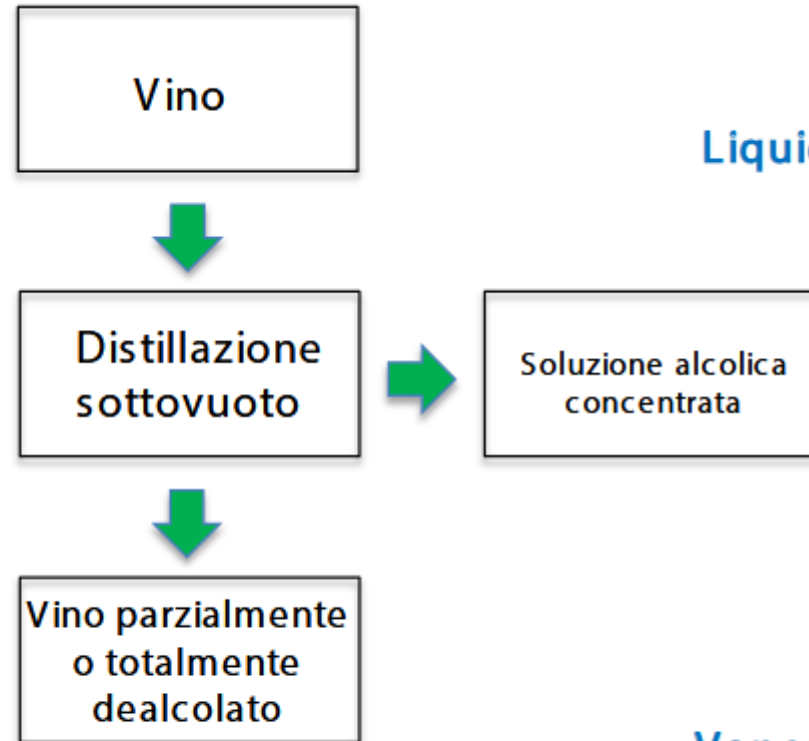 Vino
Distillazione
sottovuoto
Soluzione alcolica
concentrata
Vino parzialmente
o totalmente
dealcolato